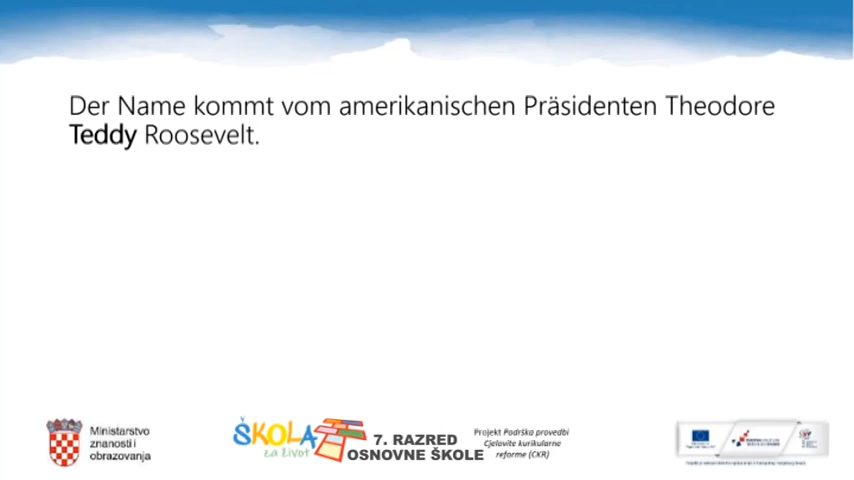 Der Name kommt vom amerikanischen Präsidenten Theodore
Teddy Roosevelt.
Ministarstvo
znanosti i
obrazovanja
ŠKOLA
za život
7. RAZRED
OSNOVNE ŠKOLE
Projekt Podrška provedbi
Cjelovite kurikularne
reforme (CKR)